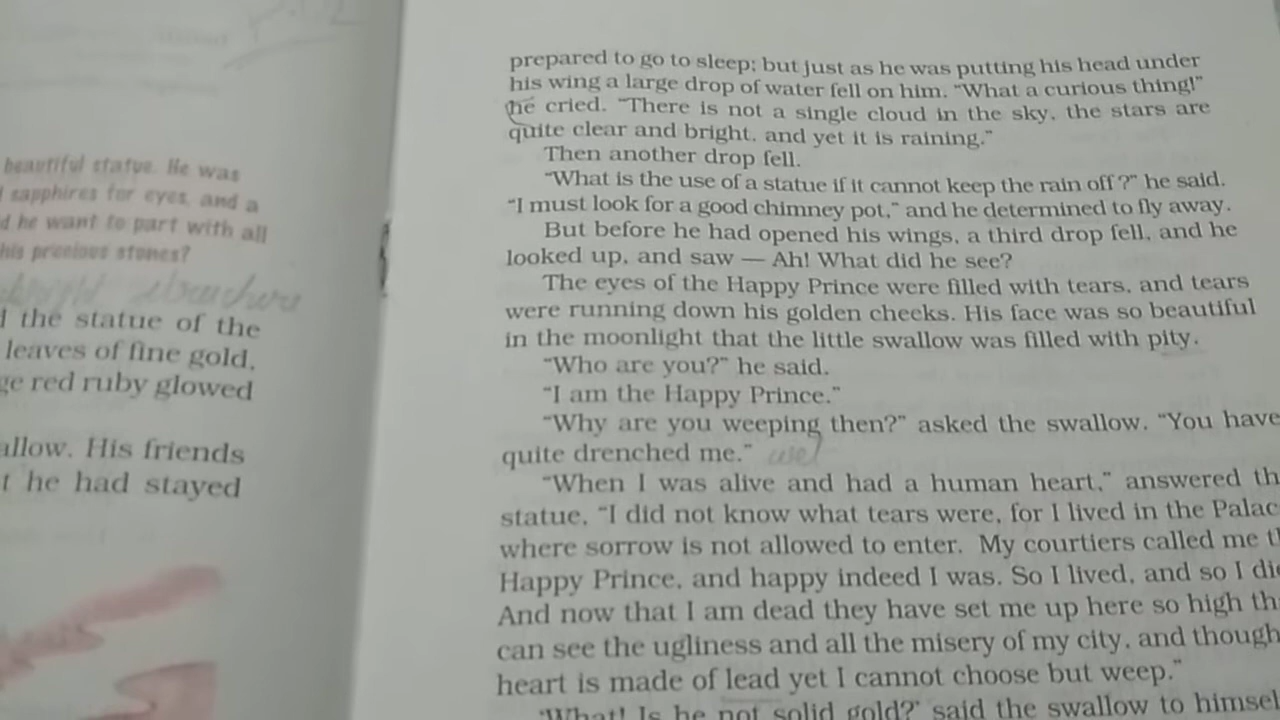 beautiful statue. He was
sapphires for eyes, and a
he want to part with all
his precious stones?
the statue of the
leaves of fine gold,
red ruby glowed
His friends
he had stayed
prepared to go to sleep; but just as he was putting his head under
his wing a large drop of water fell on him. “What a curious thing!”
he cried. “There is not a single cloud in the sky, the stars are
quite clear and bright, and yet it is raining.”
Then another drop fell.
“What is the use of a statue if it cannot keep the rain off?” he said.
“I must look for a good chimney pot,” and he determined to fly away.
But before he had opened his wings, a third drop fell, and he
looked up, and saw — Ah! What did he see?
The eyes of the Happy Prince were filled with tears, and tears
were running down his golden cheeks. His face was so beautiful
in the moonlight that the little swallow was filled with pity.
“Who are you?” he said.
“I am the Happy Prince.”
“Why are you weeping then?” asked the swallow. “You have
quite drenched me.”
“When I was alive and had a human heart,” answered
statue, “I did not know what tears were, for I lived in the
where sorrow is not allowed to enter. My courtiers called me
Happy Prince, and happy indeed I was. So I lived, and so I
And now that I am dead they have set me up here so high
can see the ugliness and all the misery of my city, and though
heart is made of lead yet I cannot choose but weep.”
‘What! Is he not solid gold?’ said the swallow to